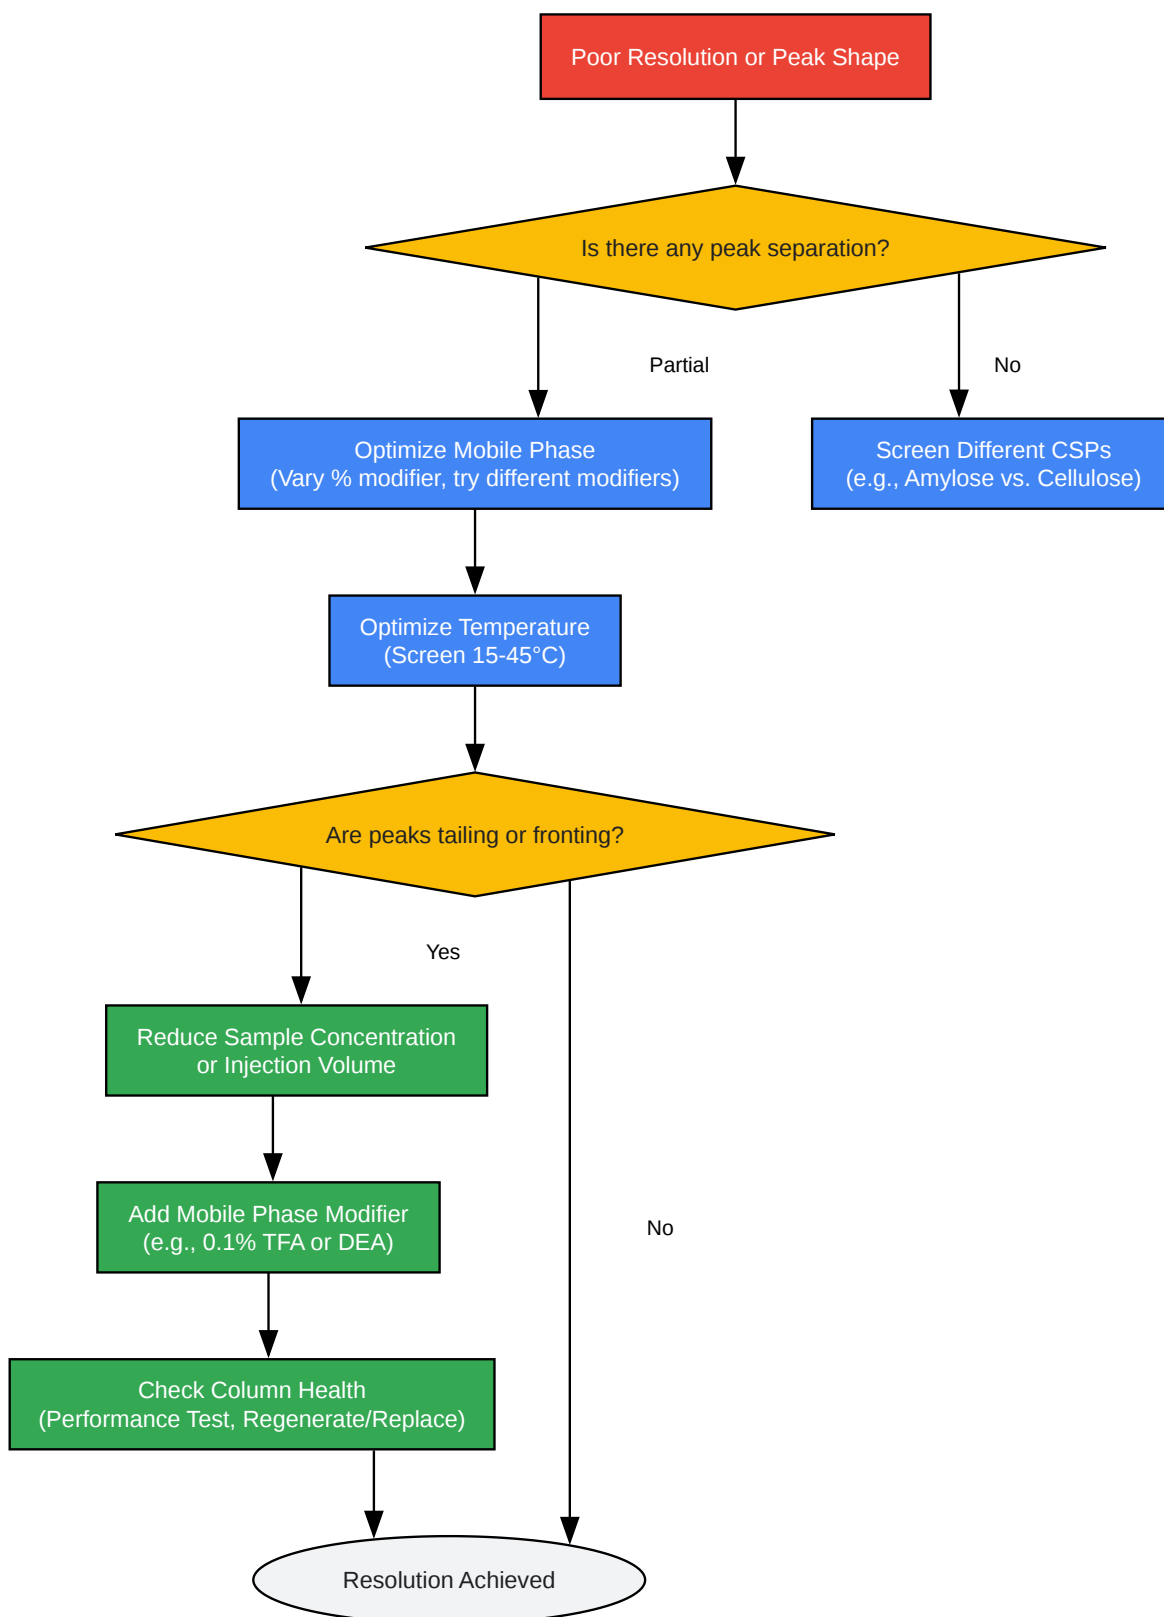 Poor Resolution or Peak Shape
Is there any peak separation?
Partial
No
Optimize Mobile Phase
(Vary % modifier, try different modifiers)
Screen Different CSPs
(e.g., Amylose vs. Cellulose)
Optimize Temperature
(Screen 15-45°C)
Are peaks tailing or fronting?
Yes
Reduce Sample Concentration
or Injection Volume
Add Mobile Phase Modifier
(e.g., 0.1% TFA or DEA)
No
Check Column Health
(Performance Test, Regenerate/Replace)
Resolution Achieved